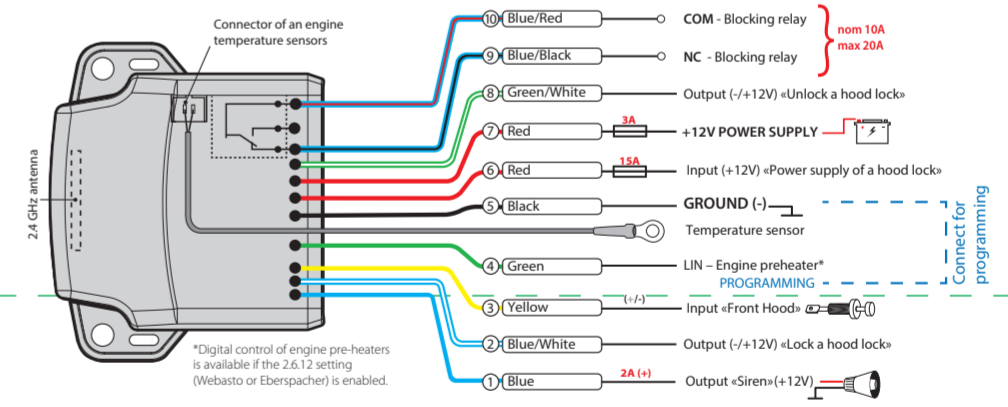 Connector of an engine
temperature sensors
2.4 GHz antenna
10 Blue/Red COM - Blocking relay
nom 10A
max 20A
9 Blue/Black NC - Blocking relay
8 Green/White Output (-/+12V) «Unlock a hood lock»
7 Red 3A +12V POWER SUPPLY
6 Red 15A Input (+12V) «Power supply of a hood lock»
5 Black GROUND (-)
Temperature sensor
4 Green LIN – Engine preheater*
PROGRAMMING
Connect for
programming
3 Yellow (+/-) Input «Front Hood»
2 Blue/White Output (-/+12V) «Lock a hood lock»
1 Blue 2A (+) Output «Siren»(+12V)
*Digital control of engine pre-heaters
is available if the 2.6.12 setting
(Webasto or Eberspacher) is enabled.